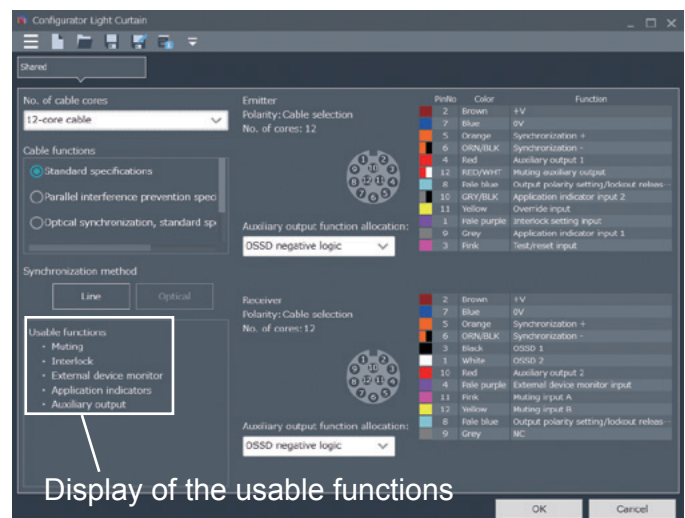 Configurator Light Curtain
Shared
No. of cable cores
12-core cable
Cable functions
Standard specifications
Parallel interference prevention spec
Optical synchronization, standard sp
Synchronization method
Line Optical
Usable functions
• Muting
• Interlock
• External device monitor
• Application indicators
• Auxiliary output
Emitter
Polarity: Cable selection
No. of cores: 12
Auxiliary output function allocation:
OSSD negative logic
PinNo Color Function
2 Brown +V
7 Blue 0V
5 Orange Synchronization +
6 ORN/BLK Synchronization -
4 Red Auxiliary output 1
12 RED/WHT Muting auxiliary output
8 Pale blue Output polarity setting/lockout releas···
10 GRY/BLK Application indicator input 2
11 Yellow Override input
1 Pale purple Interlock setting input
9 Grey Application indicator input 1
3 Pink Test/reset input
Receiver
Polarity: Cable selection
No. of cores: 12
Auxiliary output function allocation:
OSSD negative logic
2 Brown +V
7 Blue 0V
5 Orange Synchronization +
6 ORN/BLK Synchronization -
3 Black OSSD 1
1 White OSSD 2
10 Red Auxiliary output 2
4 Pale purple External device monitor input
11 Pink Muting input A
12 Yellow Muting input B
8 Pale blue Output polarity setting/lockout releas···
9 Grey NC
Display of the usable functions
OK Cancel